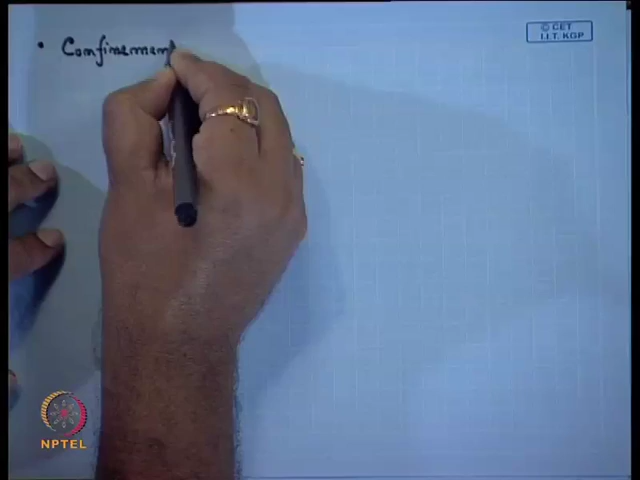 • Confinement
© CET
I.I.T. KGP
NPTEL